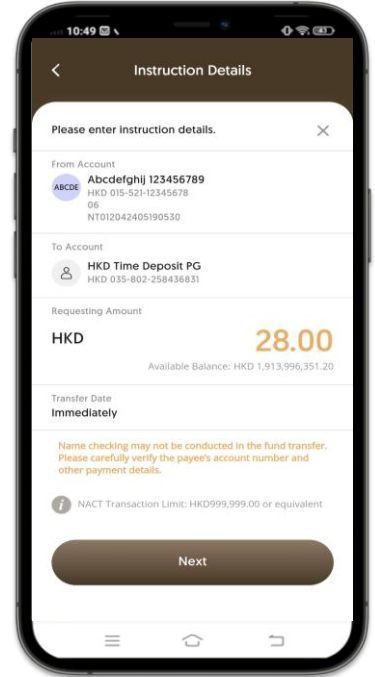 10:49
Instruction Details
Please enter instruction details.
From Account
ABCDE
Abcdefghij 123456789
HKD 015-521-12345678
06
NT012042405190530
To Account
HKD Time Deposit PG
HKD 035-802-258436831
Requesting Amount
HKD
28.00
Available Balance: HKD 1,913,996,351.20
Transfer Date
Immediately
Name checking may not be conducted in the fund transfer.
Please carefully verify the payee's account number and
other payment details.
i NACT Transaction Limit: HKD999,999.00 or equivalent
Next